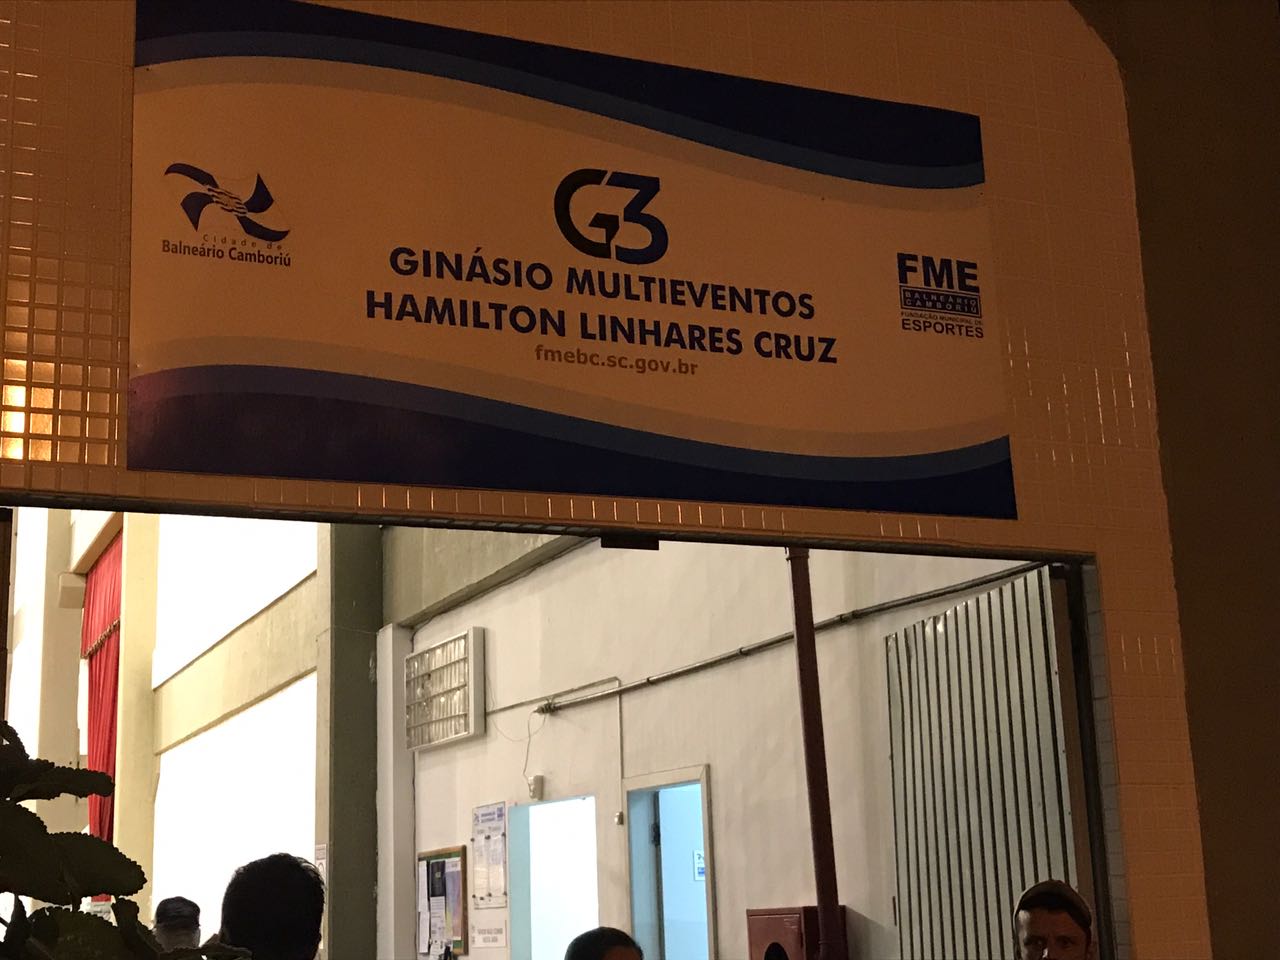 G3
Cidade de
Balneário Camboriú
GINÁSIO MULTIEVENTOS
HAMILTON LINHARES CRUZ
fmebc.sc.gov.br
FME
BALNEÁRIO
CAMBORIÚ
FUNDAÇÃO MUNICIPAL DE
ESPORTES